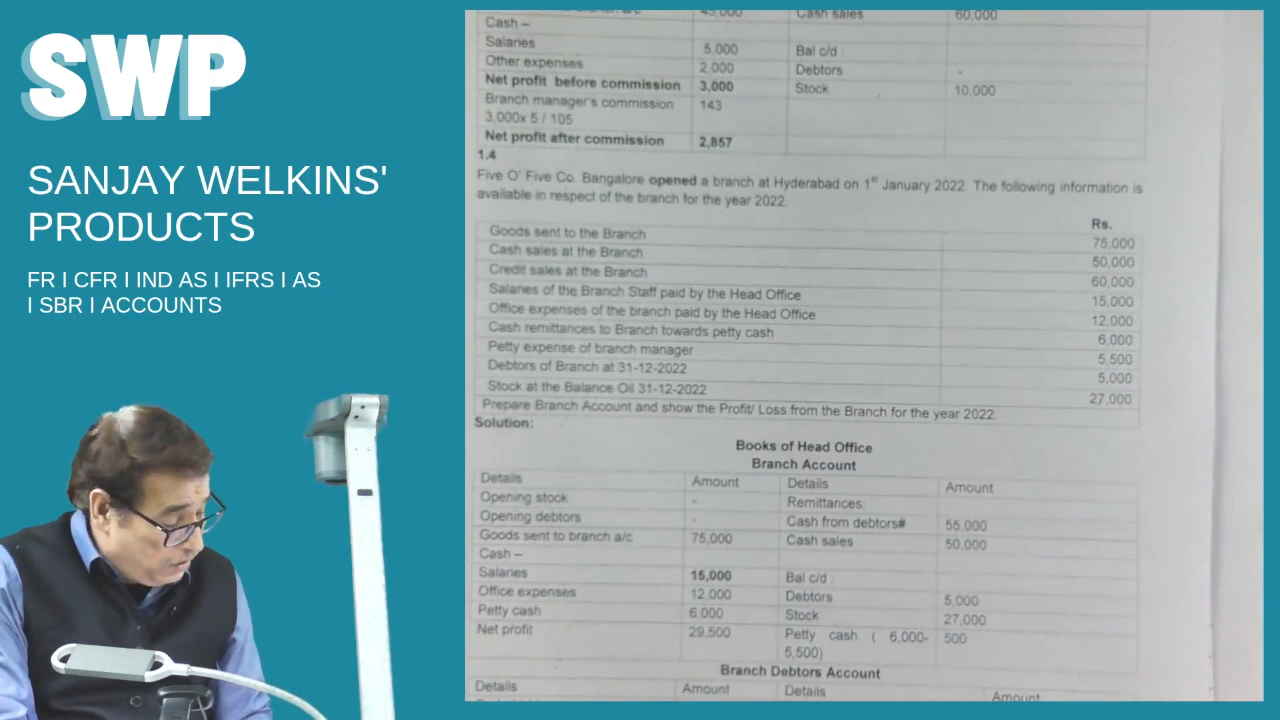 SWP
SANJAY WELKINS'
PRODUCTS
FR I CFR I IND AS I IFRS I AS
I SBR I ACCOUNTS
45,000 Cash sales 60,000
Cash –
Salaries 5,000 Bal c/d
Other expenses 2,000 Debtors -
Net profit before commission 3,000 Stock 10,000
Branch manager's commission 143
3,000x 5 / 105
Net profit after commission 2,857
1.4
Five O' Five Co. Bangalore opened a branch at Hyderabad on 1st January 2022. The following information is
available in respect of the branch for the year 2022.
Rs.
Goods sent to the Branch 75,000
Cash sales at the Branch 50,000
Credit sales at the Branch 60,000
Salaries of the Branch Staff paid by the Head Office 15,000
Office expenses of the branch paid by the Head Office 12,000
Cash remittances to Branch towards petty cash 6,000
Petty expense of branch manager 5,500
Debtors of Branch at 31-12-2022 5,000
Stock at the Balance Oil 31-12-2022 27,000
Prepare Branch Account and show the Profit/ Loss from the Branch for the year 2022.
Solution:
Books of Head Office
Branch Account
Details Amount Details Amount
Opening stock - Remittances:
Opening debtors - Cash from debtors# 55,000
Goods sent to branch a/c 75,000 Cash sales 50,000
Cash –
Salaries 15,000 Bal c/d
Office expenses 12,000 Debtors 5,000
Petty cash 6,000 Stock 27,000
Net profit 29,500 Petty cash ( 6,000- 500
5,500)
Branch Debtors Account
Details Amount Details Amount